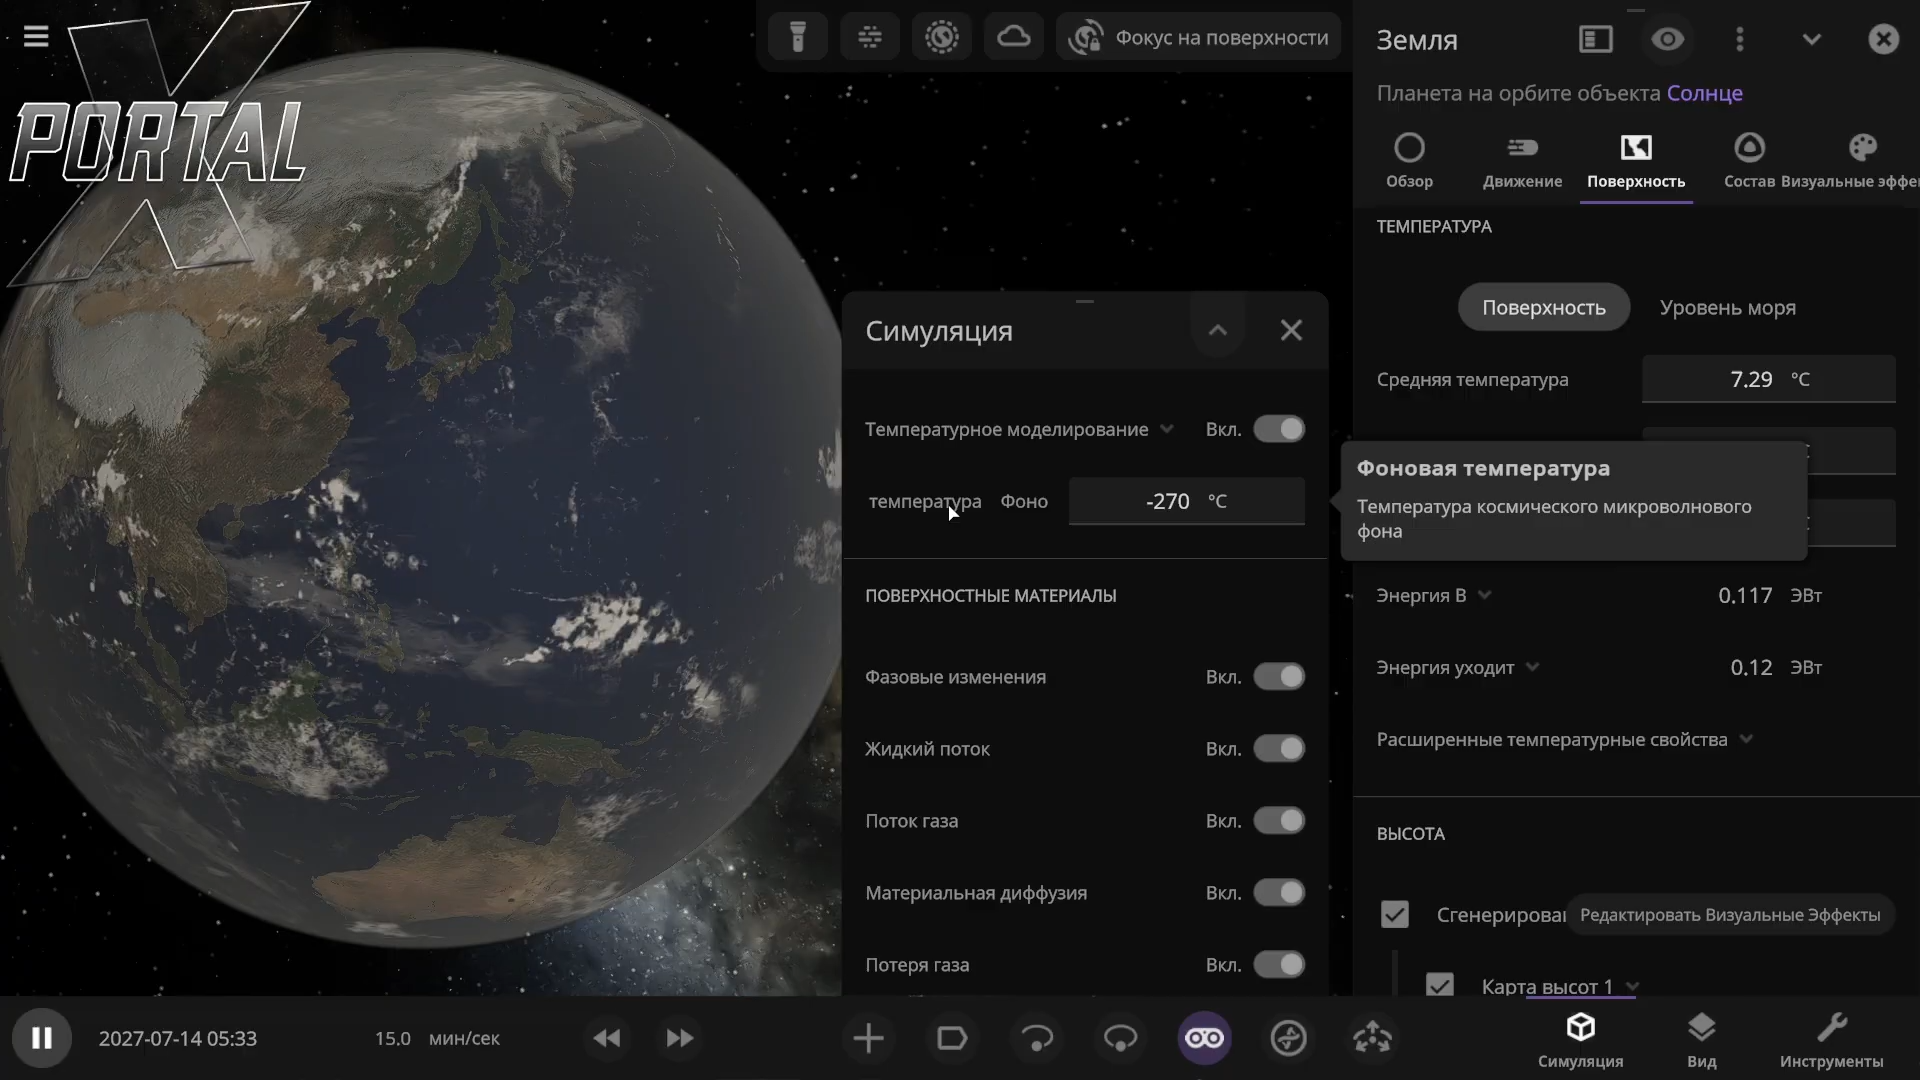 X
PORTAL
Фокус на поверхности
Земля
Планета на орбите объекта Солнце
Обзор
Движение
Поверхность
Состав
Визуальные эффе
ТЕМПЕРАТУРА
Поверхность
Уровень моря
Средняя температура 7.29 °C
Симуляция
Температурное моделирование Вкл.
температура Фоно -270 °C
Фоновая температура
Температура космического микроволнового
фона
ПОВЕРХНОСТНЫЕ МАТЕРИАЛЫ
Фазовые изменения Вкл.
Жидкий поток Вкл.
Поток газа Вкл.
Материальная диффузия Вкл.
Потеря газа Вкл.
Энергия В 0.117 ЭВт
Энергия уходит 0.12 ЭВт
Расширенные температурные свойства
ВЫСОТА
Сгенерирован
Редактировать Визуальные Эффекты
Карта высот 1
2027-07-14 05:33
15.0 мин/сек
Симуляция
Вид
Инструменты